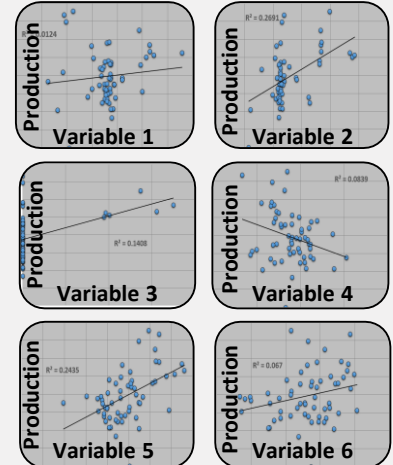 R² = 0.0124
Production
Variable 1
R² = 0.2691
Production
Variable 2
R² = 0.1408
Production
Variable 3
R² = 0.0839
Production
Variable 4
R² = 0.2435
Production
Variable 5
R² = 0.067
Production
Variable 6